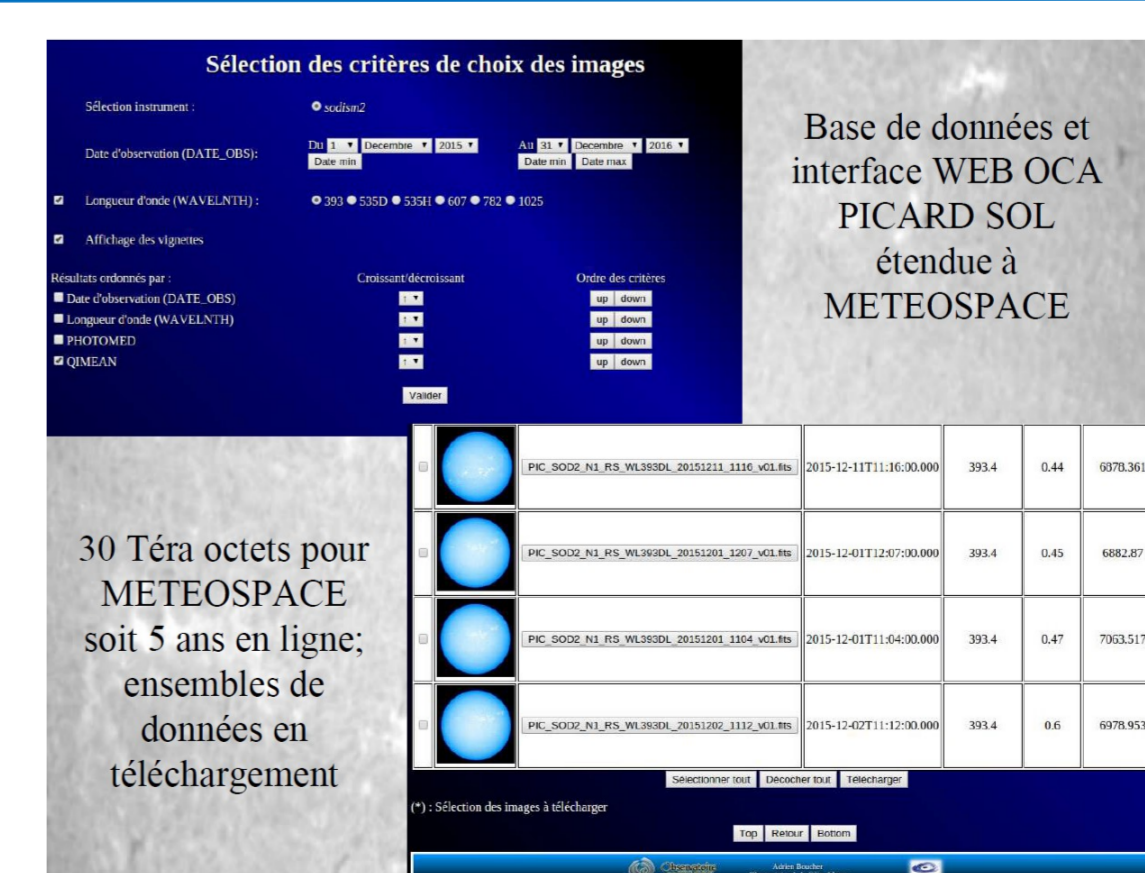 Sélection des critères de choix des images
Sélection instrument :
sodism2
Date d'observation (DATE_OBS):
Du 1 Decembre 2015
Date min
Au 31 Decembre 2016
Date min Date max
Longueur d'onde (WAVELNTH) :
393 535D 535H 607 782 1025
Affichage des vignettes
Résultats ordonnés par :
Croissant/décroissant
Ordre des critères
Date d'observation (DATE_OBS)
↑
up down
Longueur d'onde (WAVELNTH)
↑
up down
PHOTOMED
↑
up down
QIMEAN
↑
up down
Valider
Base de données et
interface WEB OCA
PICARD SOL
étendue à
METEOSPACE
30 Téra octets pour
METEOSPACE
soit 5 ans en ligne;
ensembles de
données en
téléchargement
PIC_SOD2_N1_RS_WL393DL_20151211_1116_v01.fits 2015-12-11T11:16:00.000 393.4 0.44 6878.361
PIC_SOD2_N1_RS_WL393DL_20151201_1207_v01.fits 2015-12-01T12:07:00.000 393.4 0.45 6882.87
PIC_SOD2_N1_RS_WL393DL_20151201_1104_v01.fits 2015-12-01T11:04:00.000 393.4 0.47 7063.517
PIC_SOD2_N1_RS_WL393DL_20151202_1112_v01.fits 2015-12-02T11:12:00.000 393.4 0.6 6978.953
Sélectionner tout Décocher tout Télécharger
(*) : Sélection des images à télécharger
Top Retour Bottom
Observatoire
Adrien Boucher